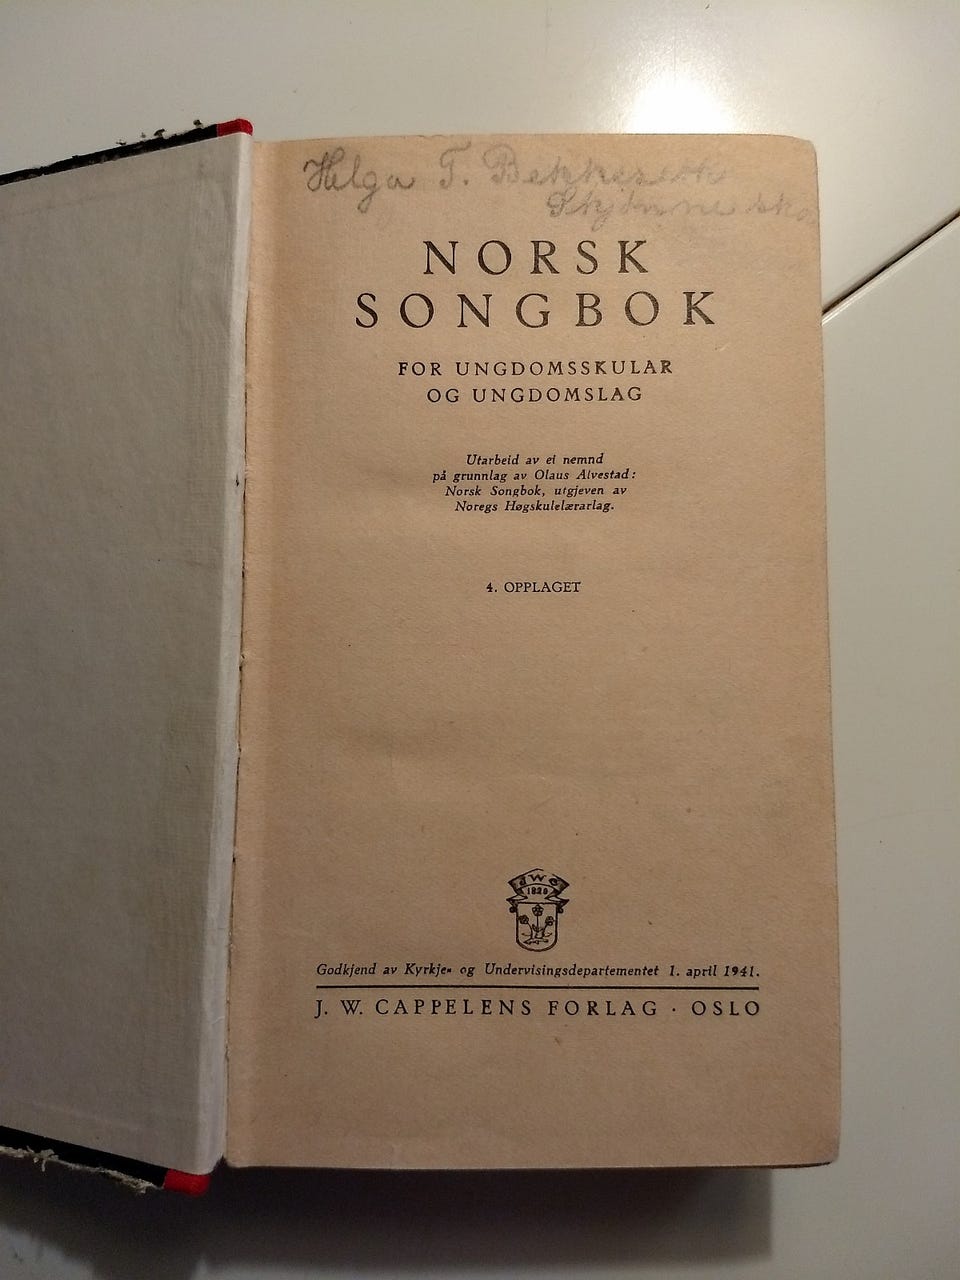 Helga T.
NORSK
SONGBOK
FOR UNGDOMSSKULAR
OG UNGDOMSLAG
Utarbeid av ei nemnd
på grunnlag av Olaus Alvestad:
Norsk Songbok, utgjeven av
Noregs Høgskulelærarlag.
4. OPPLAGET
JWC
1829
Godkjend av Kyrkje- og Undervisingsdepartementet 1. april 1941.
J. W. CAPPELENS FORLAG · OSLO